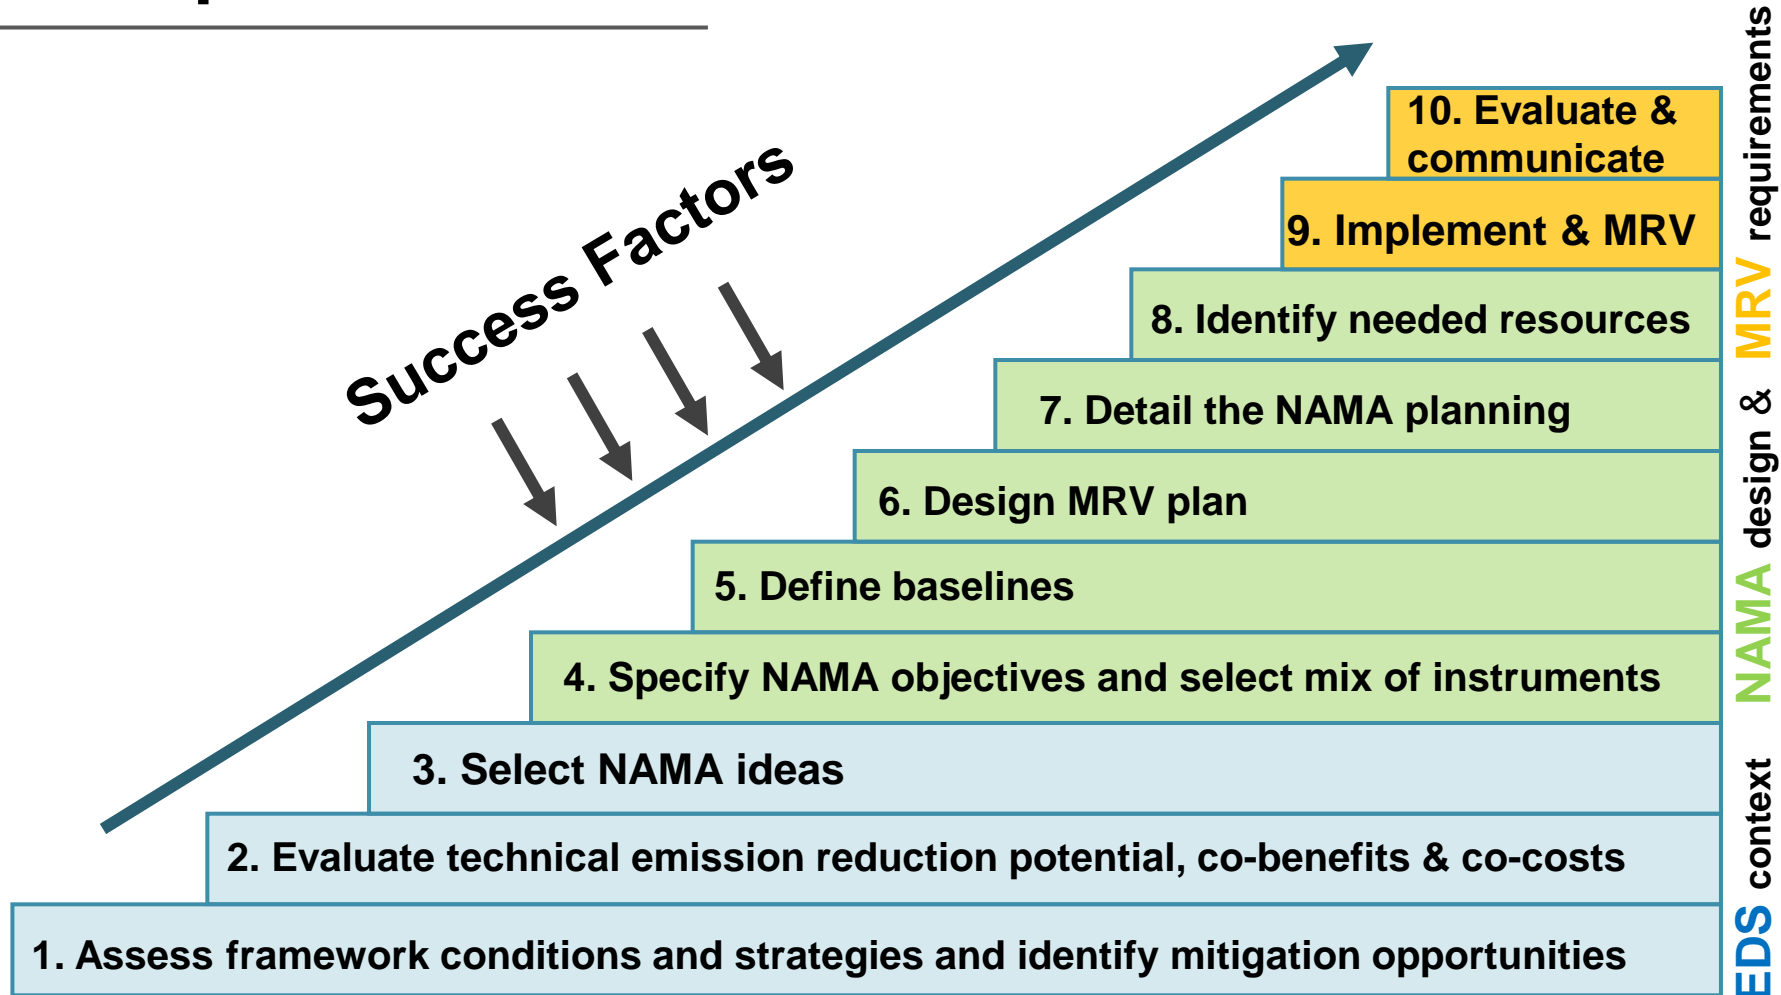 Success Factors
10. Evaluate &
communicate
9. Implement & MRV
8. Identify needed resources
7. Detail the NAMA planning
6. Design MRV plan
5. Define baselines
4. Specify NAMA objectives and select mix of instruments
3. Select NAMA ideas
2. Evaluate technical emission reduction potential, co-benefits & co-costs
1. Assess framework conditions and strategies and identify mitigation opportunities
EDS context NAMA design & MRV requirements